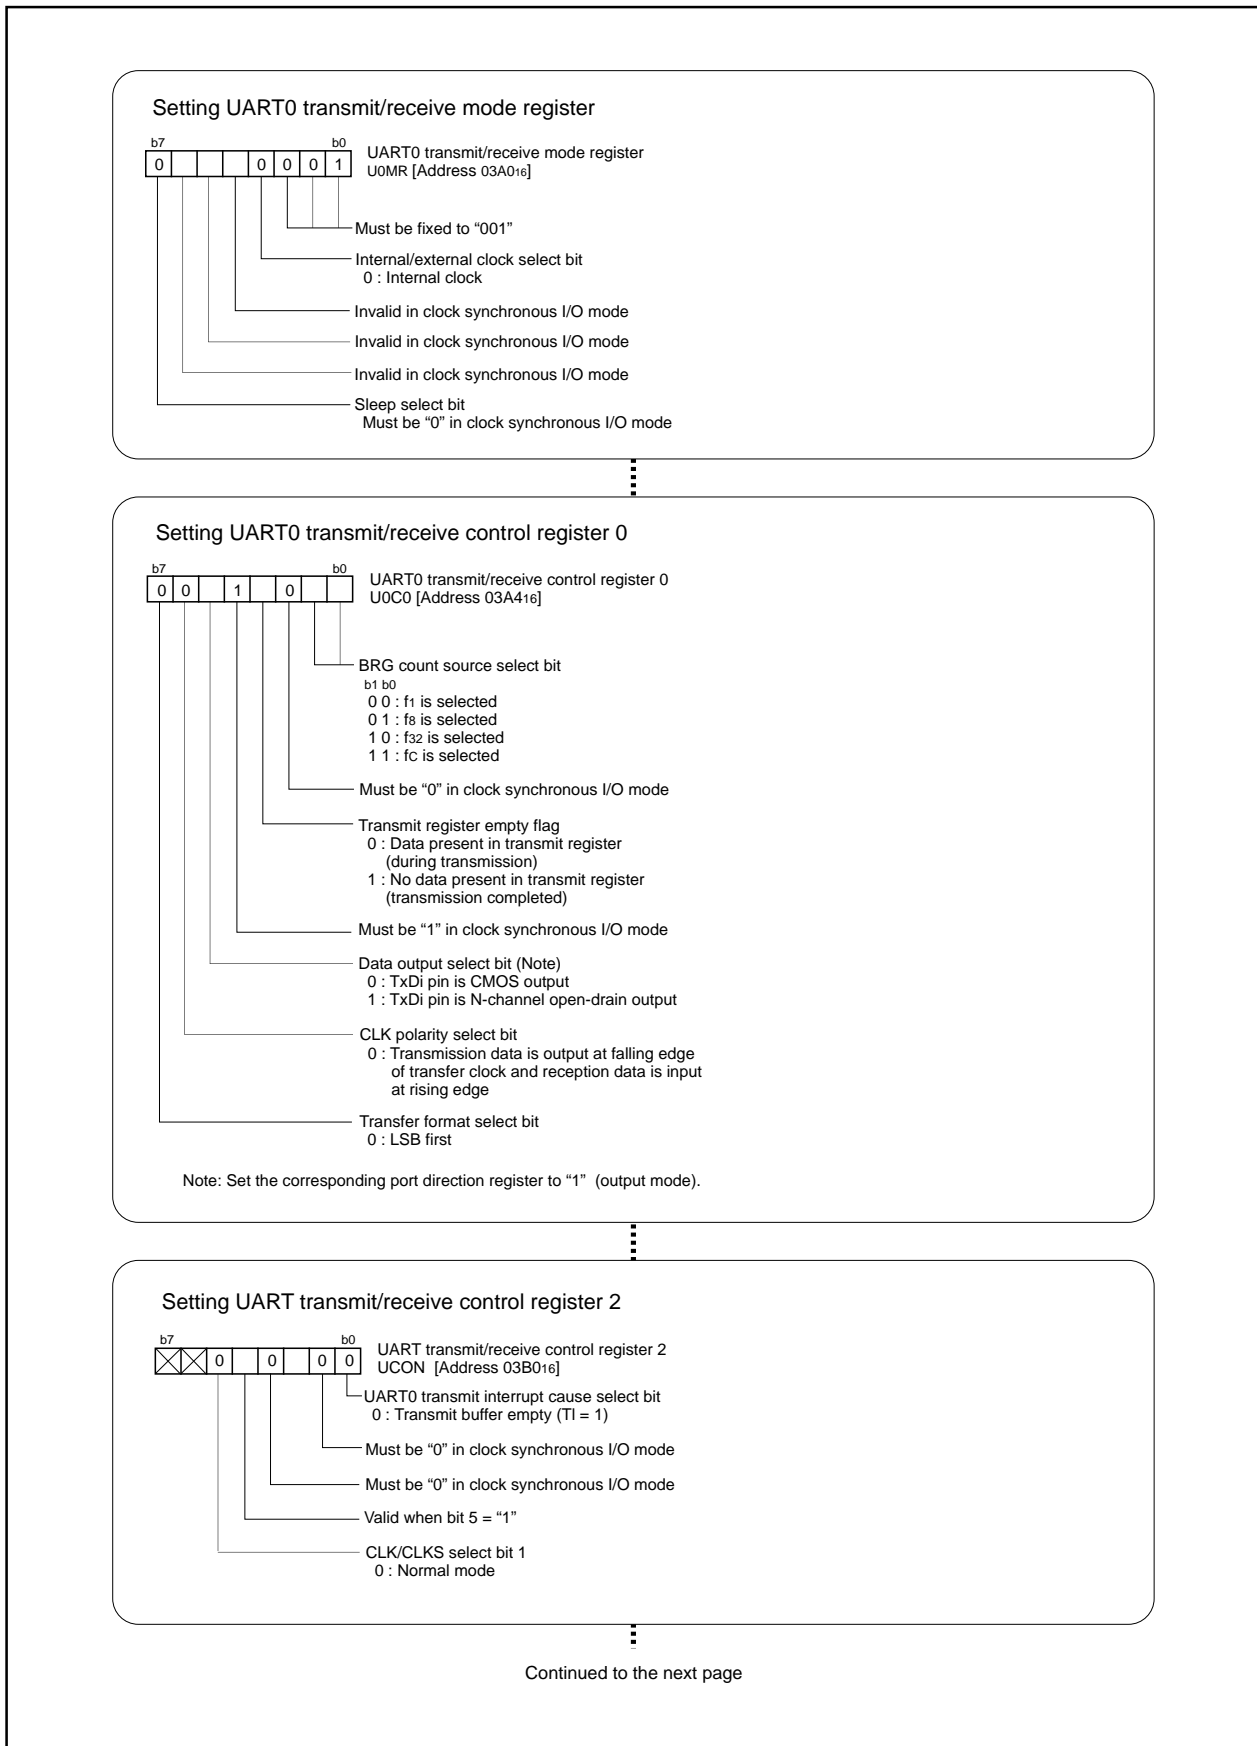 Setting UART0 transmit/receive mode register
b7 b0
0 0 0 0 1
UART0 transmit/receive mode register
U0MR [Address 03A016]
Must be fixed to “001”
Internal/external clock select bit
0 : Internal clock
Invalid in clock synchronous I/O mode
Invalid in clock synchronous I/O mode
Invalid in clock synchronous I/O mode
Sleep select bit
Must be “0” in clock synchronous I/O mode
Setting UART0 transmit/receive control register 0
b7 b0
0 0 1 0
UART0 transmit/receive control register 0
U0C0 [Address 03A416]
BRG count source select bit
b1 b0
0 0 : f1 is selected
0 1 : f8 is selected
1 0 : f32 is selected
1 1 : fC is selected
Must be “0” in clock synchronous I/O mode
Transmit register empty flag
0 : Data present in transmit register
(during transmission)
1 : No data present in transmit register
(transmission completed)
Must be “1” in clock synchronous I/O mode
Data output select bit (Note)
0 : TxDi pin is CMOS output
1 : TxDi pin is N-channel open-drain output
CLK polarity select bit
0 : Transmission data is output at falling edge
of transfer clock and reception data is input
at rising edge
Transfer format select bit
0 : LSB first
Note: Set the corresponding port direction register to “1” (output mode).
Setting UART transmit/receive control register 2
b7 b0
0 0 0 0
UART transmit/receive control register 2
UCON [Address 03B016]
UART0 transmit interrupt cause select bit
0 : Transmit buffer empty (TI = 1)
Must be “0” in clock synchronous I/O mode
Must be “0” in clock synchronous I/O mode
Valid when bit 5 = “1”
CLK/CLKS select bit 1
0 : Normal mode
Continued to the next page